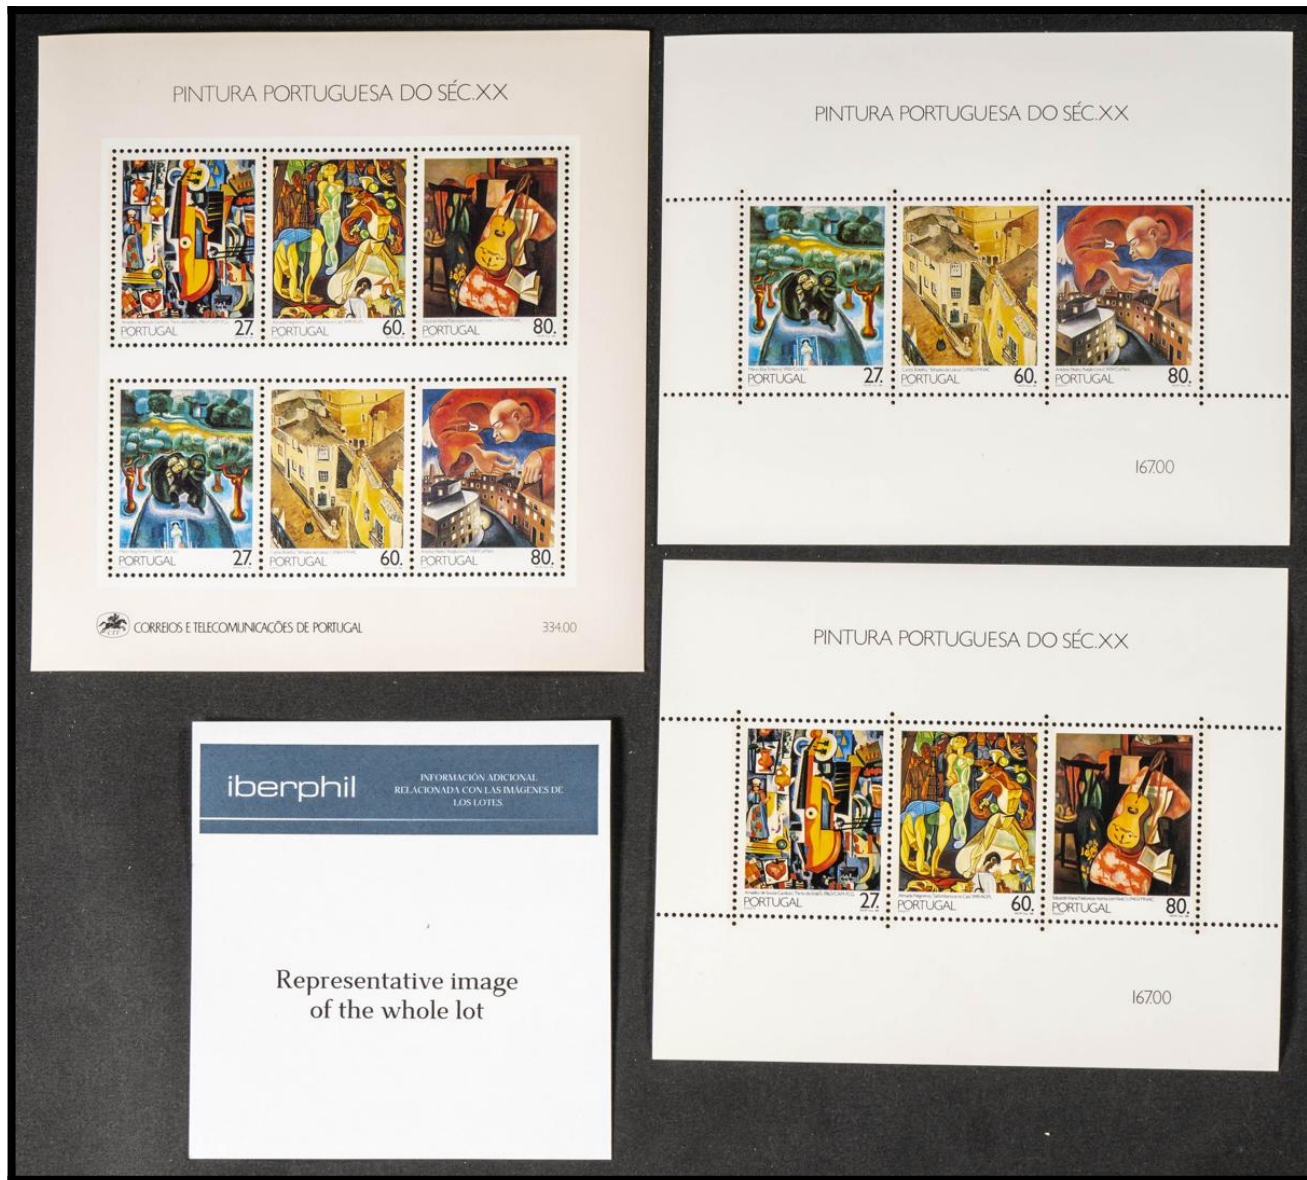 PINTURA PORTUGUESA DO SÉC.XX
PORTUGAL 27.
PORTUGAL 60.
PORTUGAL 80.
PORTUGAL 27.
PORTUGAL 60.
PORTUGAL 80.
CORREIOS E TELECOMUNICAÇÕES DE PORTUGAL
334.00
PINTURA PORTUGUESA DO SÉC.XX
PORTUGAL 27.
PORTUGAL 60.
PORTUGAL 80.
167.00
PINTURA PORTUGUESA DO SÉC.XX
PORTUGAL 27.
PORTUGAL 60.
PORTUGAL 80.
167.00
iberphil
INFORMACIÓN ADICIONAL
RELACIONADA CON LAS IMÁGENES DE
LOS LOTES
Representative image
of the whole lot